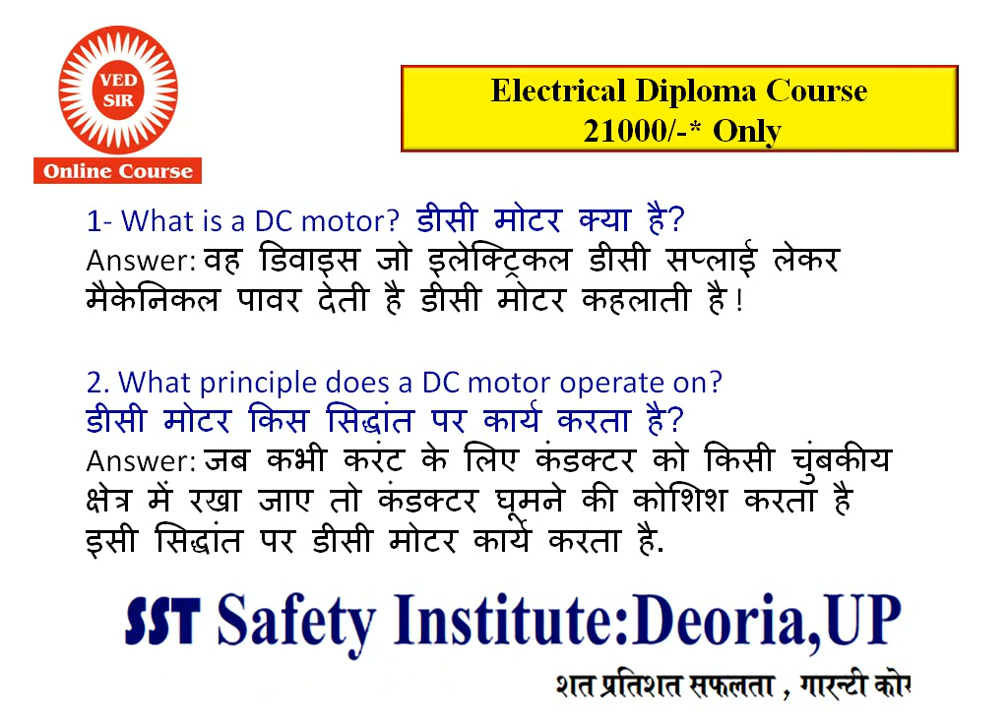 VED
SIR
Online Course
Electrical Diploma Course
21000/-* Only
1- What is a DC motor? डीसी मोटर क्या है?
Answer: वह डिवाइस जो इलेक्ट्रिकल डीसी सप्लाई लेकर
मैकेनिकल पावर देती है डीसी मोटर कहलाती है !
2. What principle does a DC motor operate on?
डीसी मोटर किस सिद्धांत पर कार्य करता है?
Answer: जब कभी करंट के लिए कंडक्टर को किसी चुंबकीय
क्षेत्र में रखा जाए तो कंडक्टर घूमने की कोशिश करता है
इसी सिद्धांत पर डीसी मोटर कार्य करता है.
SST Safety Institute:Deoria,UP
शत प्रतिशत सफलता , गारन्टी